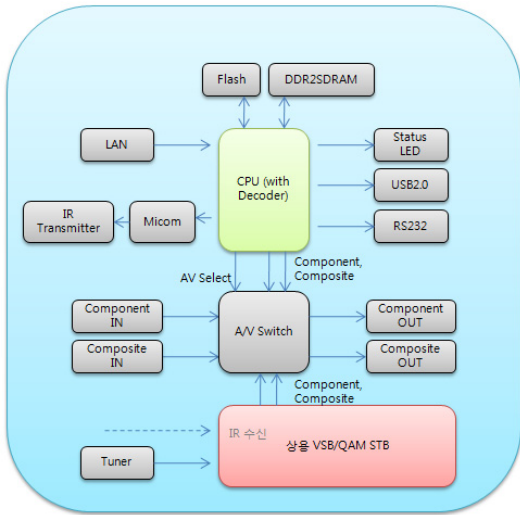 Flash
DDR2SDRAM
LAN
CPU (with
Decoder)
Status
LED
USB2.0
IR
Transmitter
Micom
RS232
AV Select
Component,
Composite
Component
IN
A/V Switch
Component
OUT
Composite
IN
Composite
OUT
Component,
Composite
IR 수신
상용 VSB/QAM STB
Tuner